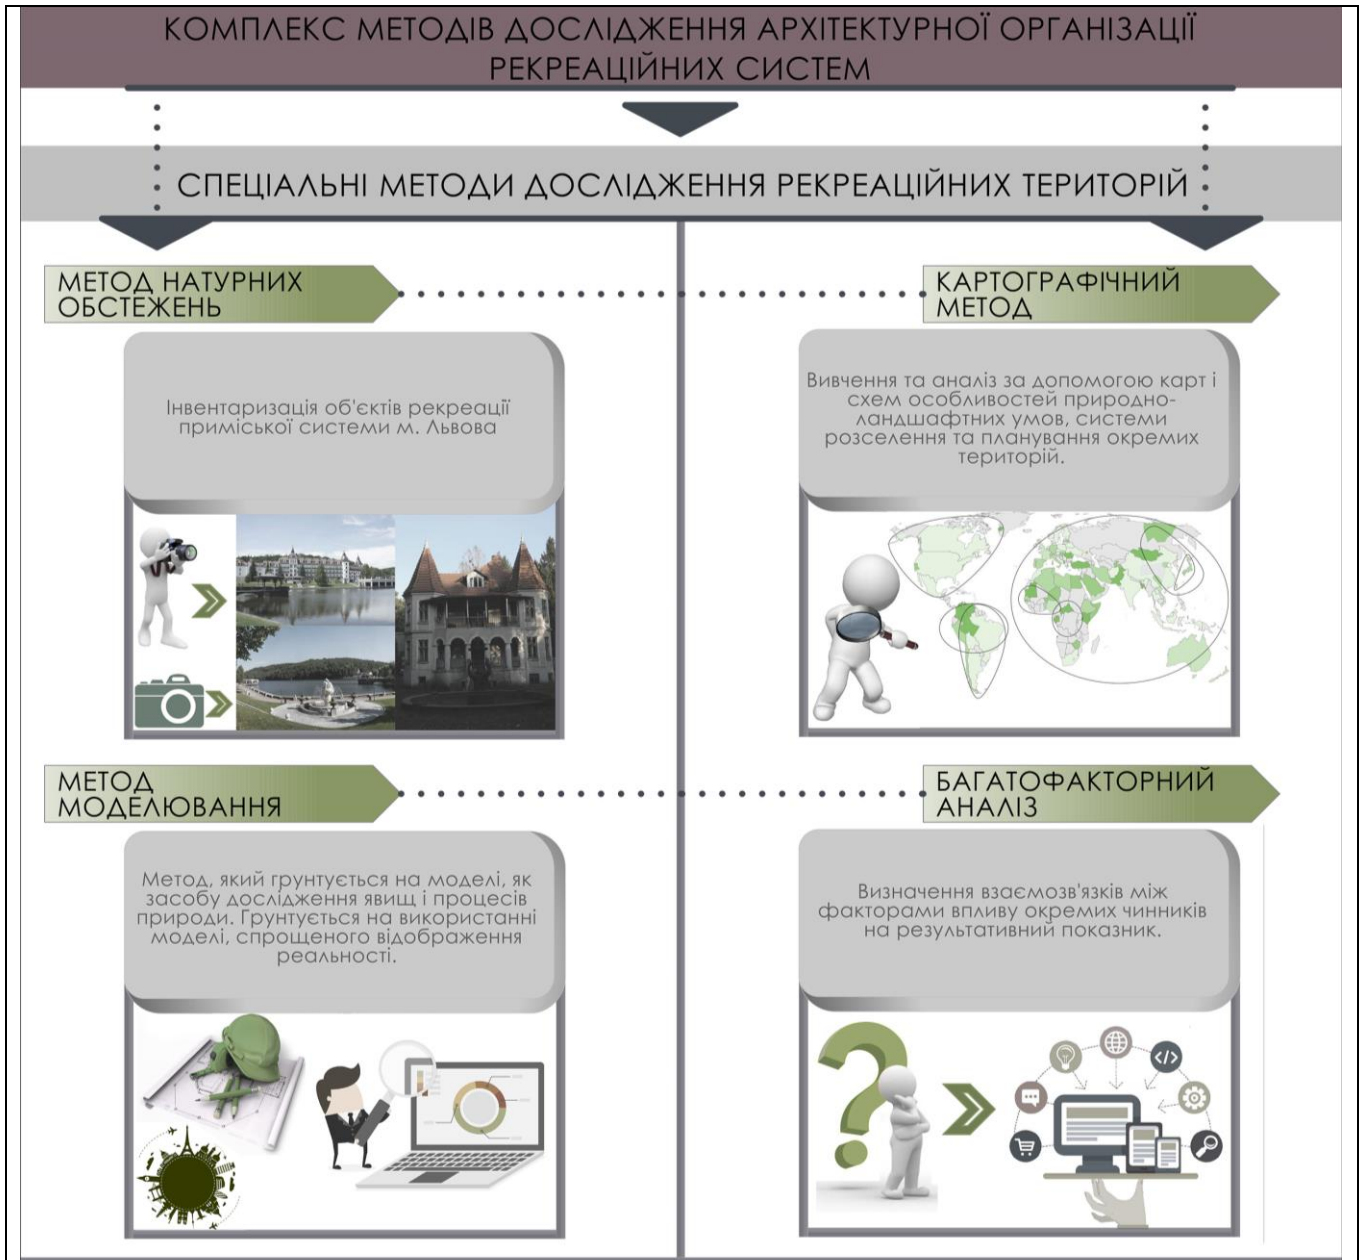 КОМПЛЕКС МЕТОДІВ ДОСЛІДЖЕННЯ АРХІТЕКТУРНОЇ ОРГАНІЗАЦІЇ
РЕКРЕАЦІЙНИХ СИСТЕМ
СПЕЦІАЛЬНІ МЕТОДИ ДОСЛІДЖЕННЯ РЕКРЕАЦІЙНИХ ТЕРИТОРІЙ
МЕТОД НАТУРНИХ
ОБСТЕЖЕНЬ
Інвентаризація об'єктів рекреації
приміської системи м. Львова
КАРТОГРАФІЧНИЙ
МЕТОД
Вивчення та аналіз за допомогою карт і
схем особливостей природно-
ландшафтних умов, системи
розселення та планування окремих
територій.
МЕТОД
МОДЕЛЮВАННЯ
Метод, який грунтується на моделі, як
засобу дослідження явищ і процесів
природи. Грунтується на використанні
моделі, спрощеного відображення
реальності.
БАГАТОФАКТОРНИЙ
АНАЛІЗ
Визначення взаємозв'язків між
факторами впливу окремих чинників
на результативний показник.